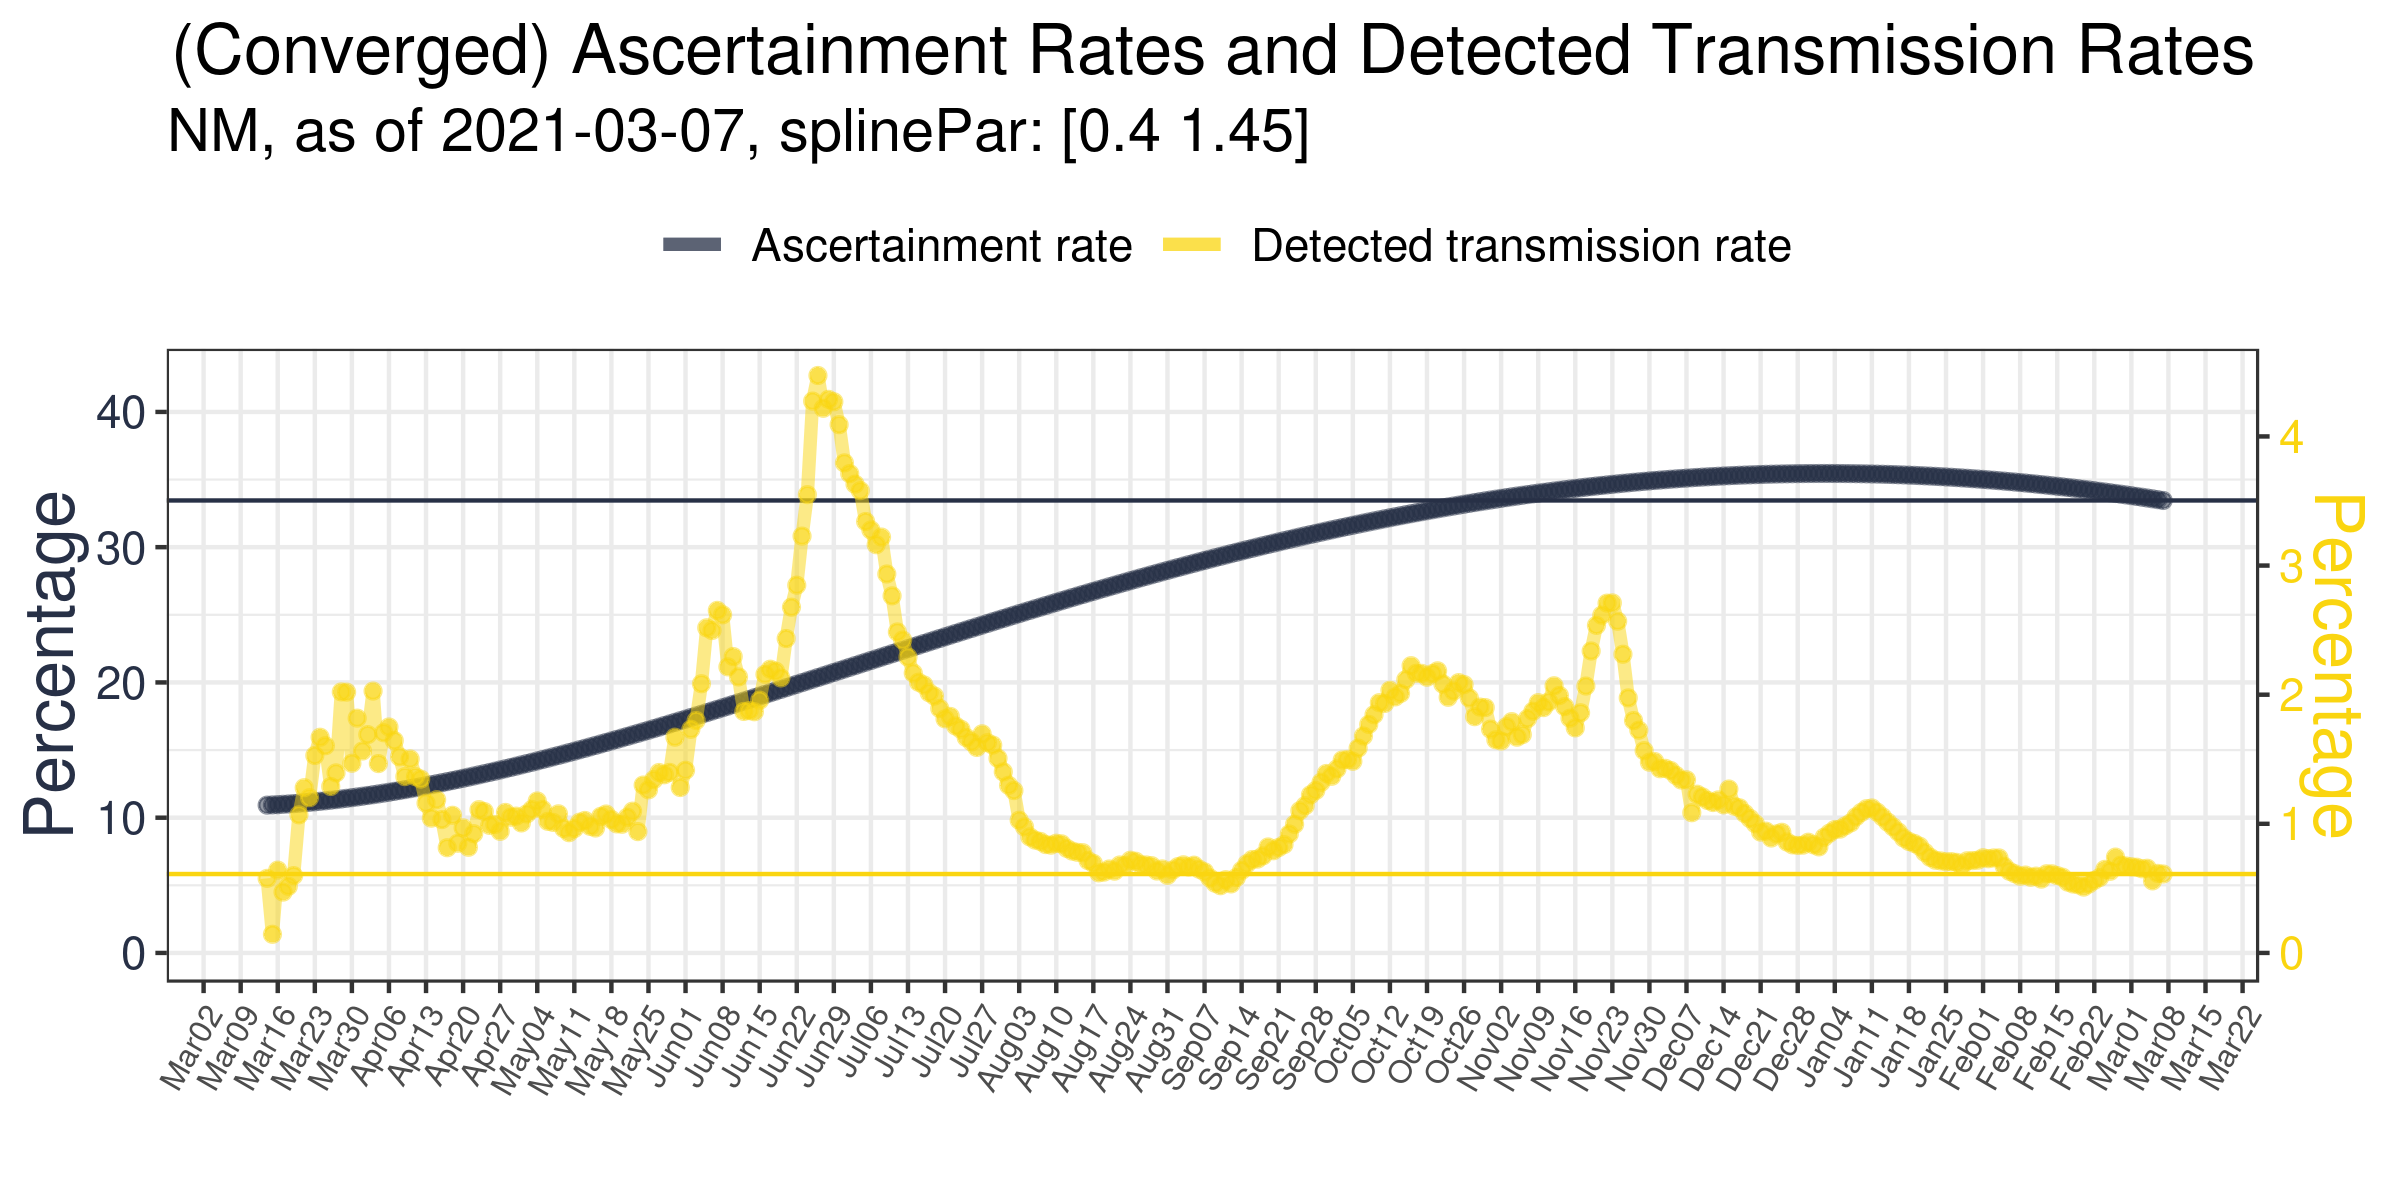 (Converged) Ascertainment Rates and Detected Transmission Rates
NM, as of 2021-03-07, splinePar: [0.4 1.45]
Ascertainment rate
Detected transmission rate
Percentage
40
30
20
10
0
4
3
2
1
0
Percentage
Mar02
Mar09
Mar16
Mar23
Mar30
Apr06
Apr13
Apr20
Apr27
May04
May11
May18
May25
Jun01
Jun08
Jun15
Jun22
Jun29
Jul06
Jul13
Jul20
Jul27
Aug03
Aug10
Aug17
Aug24
Aug31
Sep07
Sep14
Sep21
Sep28
Oct05
Oct12
Oct19
Oct26
Nov02
Nov09
Nov16
Nov23
Nov30
Dec07
Dec14
Dec21
Dec28
Jan04
Jan11
Jan18
Jan25
Feb01
Feb08
Feb15
Feb22
Mar01
Mar08
Mar15
Mar22